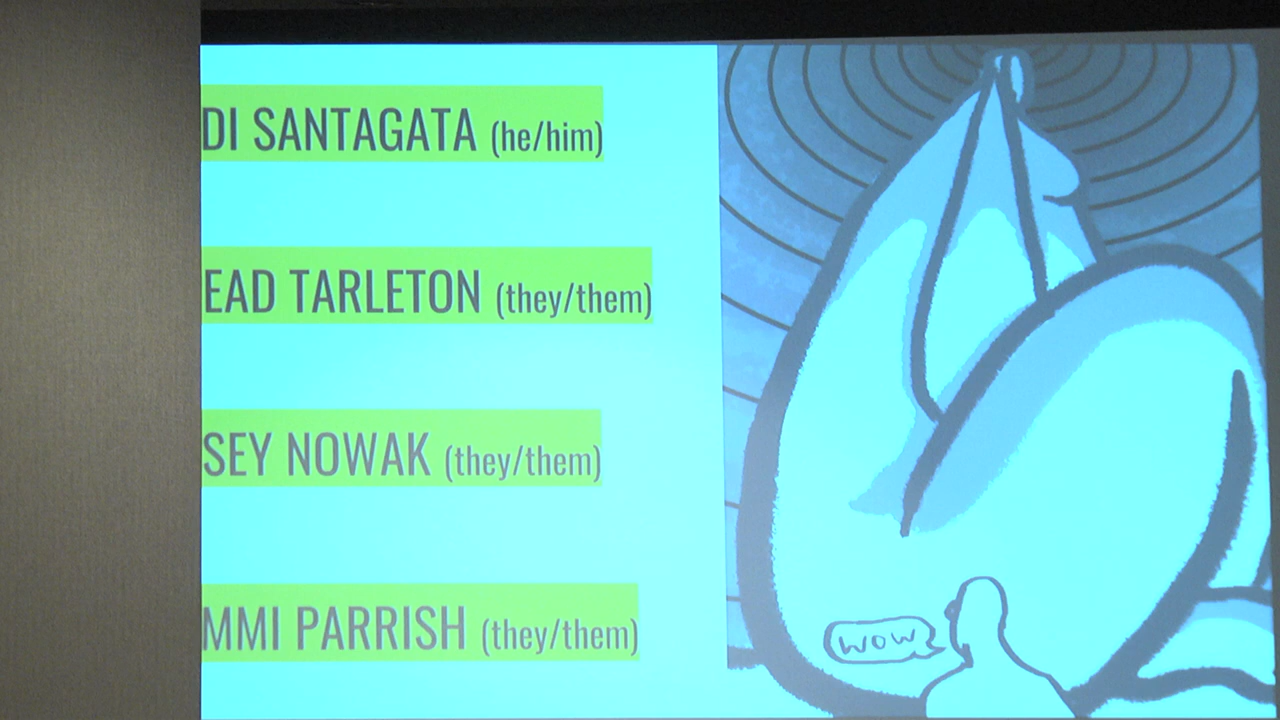 DI SANTAGATA (he/him)
EAD TARLETON (they/them)
SEY NOWAK (they/them)
MMI PARRISH (they/them)
WOW